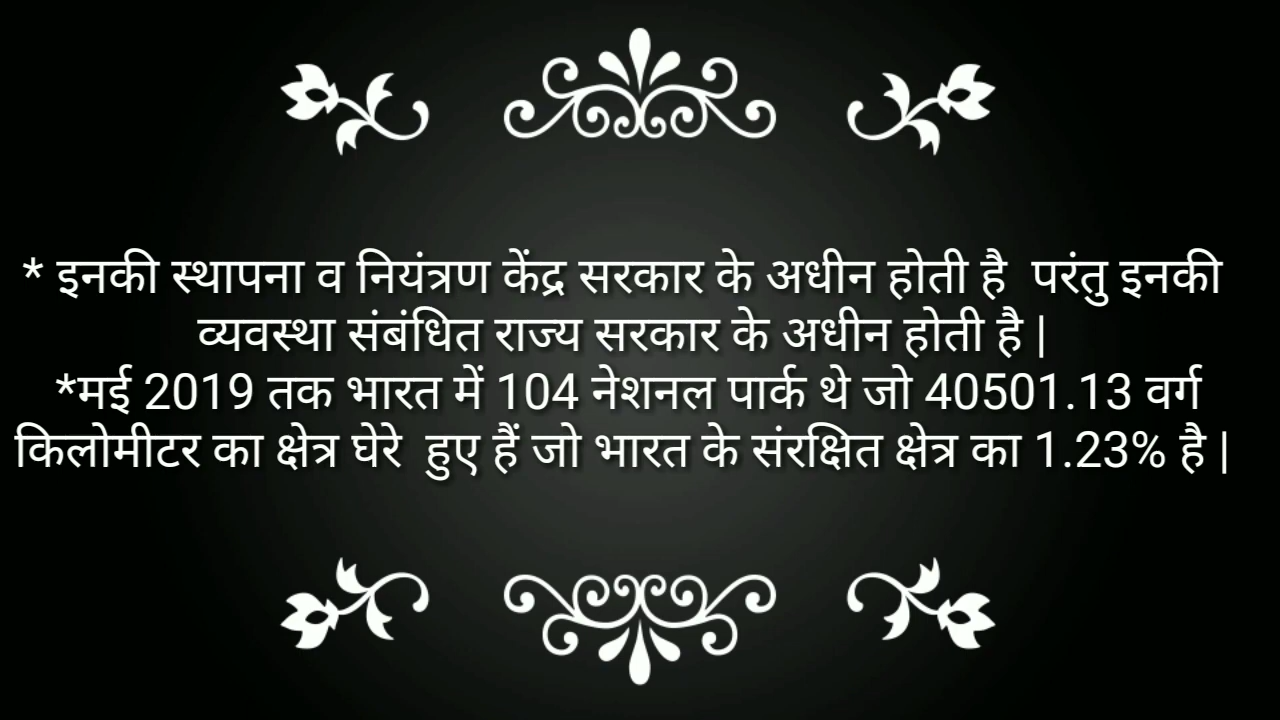 * इनकी स्थापना व नियंत्रण केंद्र सरकार के अधीन होती है  परंतु इनकी
व्यवस्था संबंधित राज्य सरकार के अधीन होती है |
*मई 2019 तक भारत में 104 नेशनल पार्क थे जो 40501.13 वर्ग
किलोमीटर का क्षेत्र घेरे  हुए हैं जो भारत के संरक्षित क्षेत्र का 1.23% है |